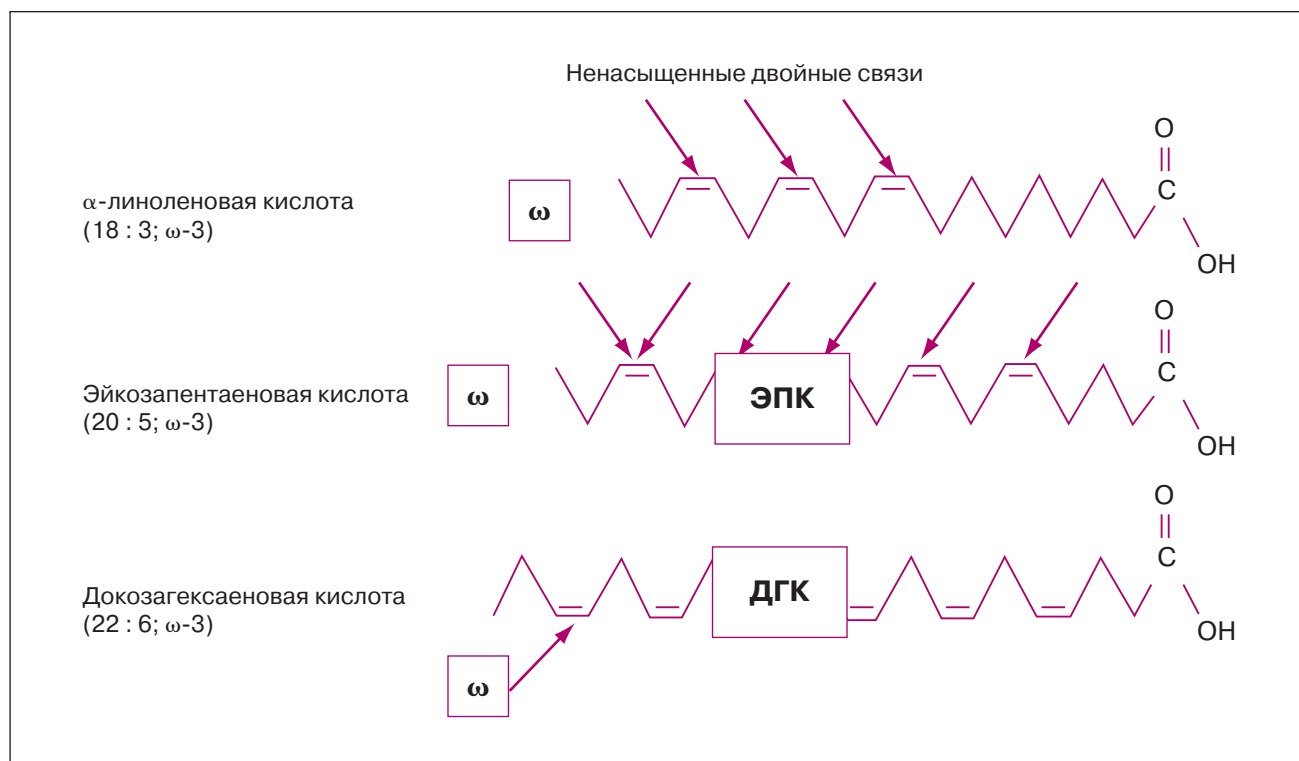 Ненасыщенные двойные связи
O
C
OH
α-линоленовая кислота
(18 : 3; ω-3)
ω
O
C
OH
Эйкозапентаеновая кислота
(20 : 5; ω-3)
ω
ЭПК
O
C
OH
Докозагексаеновая кислота
(22 : 6; ω-3)
ДГК
ω